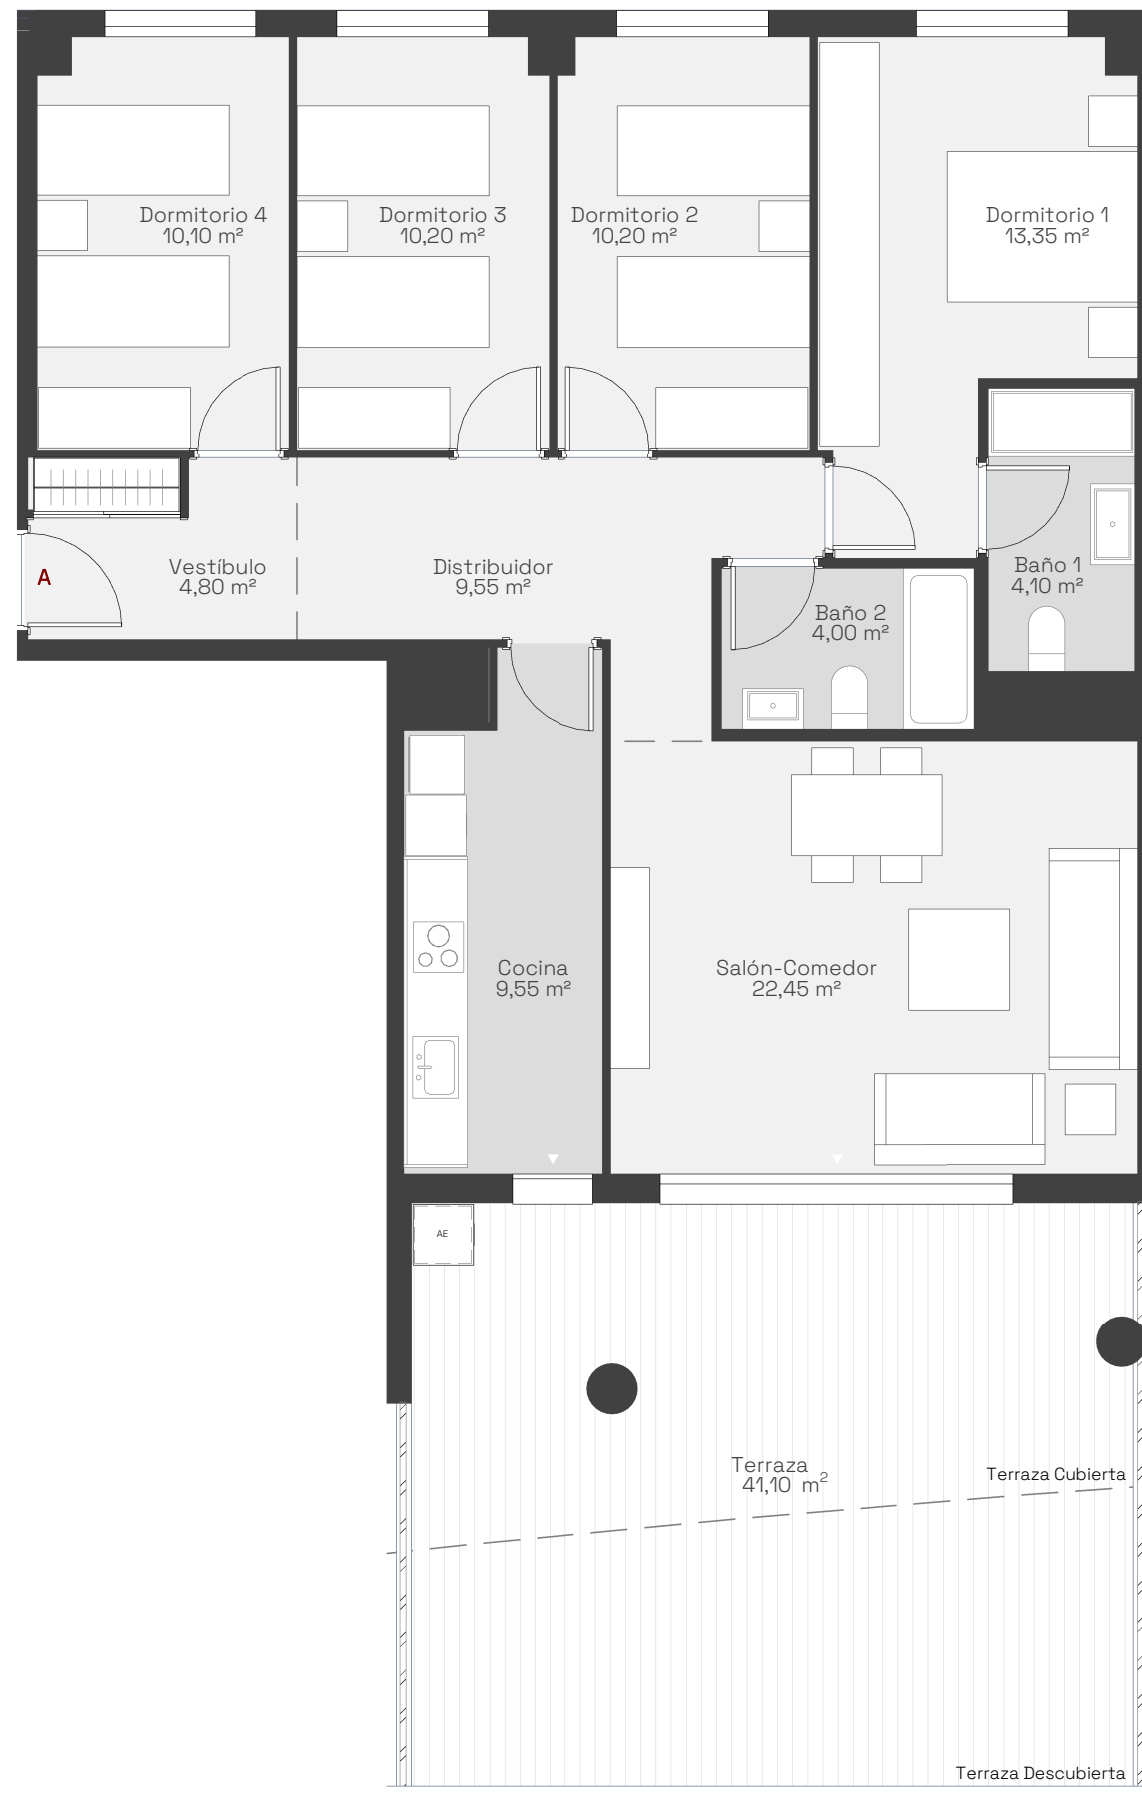 Dormitorio 4
10,10 m²
Dormitorio 3
10,20 m²
Dormitorio 2
10,20 m²
Dormitorio 1
13,35 m²
A
Vestíbulo
4,80 m²
Distribuidor
9,55 m²
Baño 1
4,10 m²
Baño 2
4,00 m²
Cocina
9,55 m²
Salón-Comedor
22,45 m²
AE
Terraza
41,10 m²
Terraza Cubierta
Terraza Descubierta